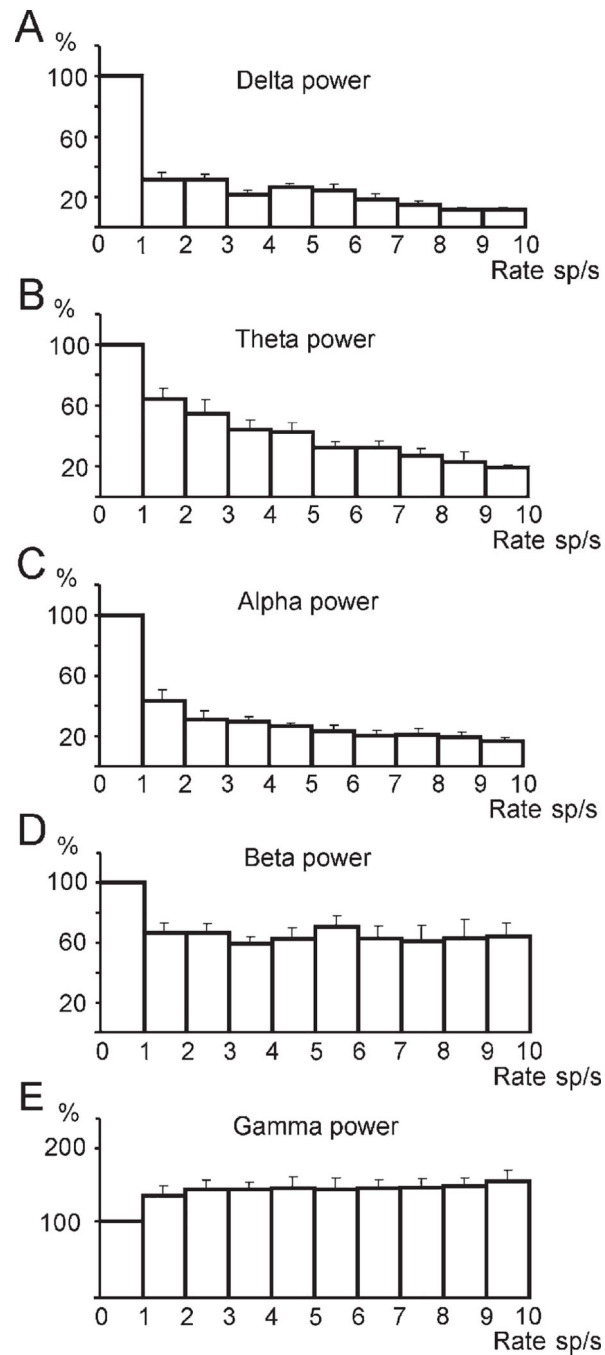 A
%
Delta power
100
60
20
0 1 2 3 4 5 6 7 8 9 10
Rate sp/s
B
%
Theta power
100
60
20
0 1 2 3 4 5 6 7 8 9 10
Rate sp/s
C
%
Alpha power
100
60
20
0 1 2 3 4 5 6 7 8 9 10
Rate sp/s
D
%
Beta power
100
60
20
0 1 2 3 4 5 6 7 8 9 10
Rate sp/s
E
%
Gamma power
200
100
0 1 2 3 4 5 6 7 8 9 10
Rate sp/s